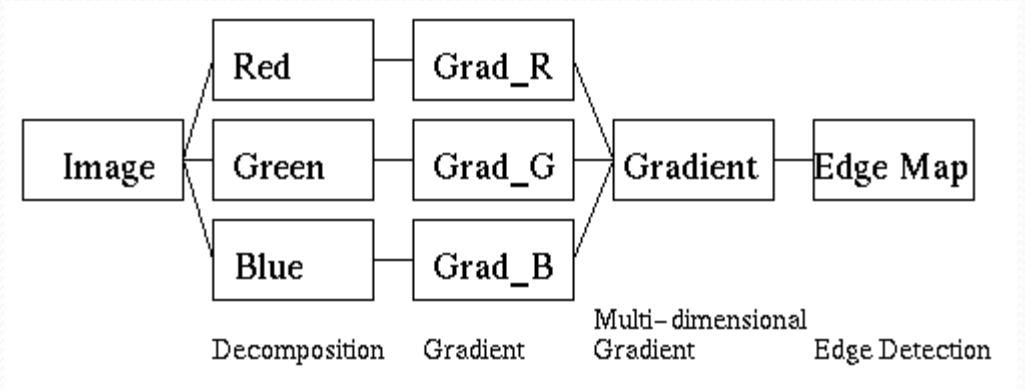 Red
Grad_R
Image
Green
Grad_G
Gradient
Edge Map
Blue
Grad_B
Decomposition
Gradient
Multi-dimensional
Gradient
Edge Detection